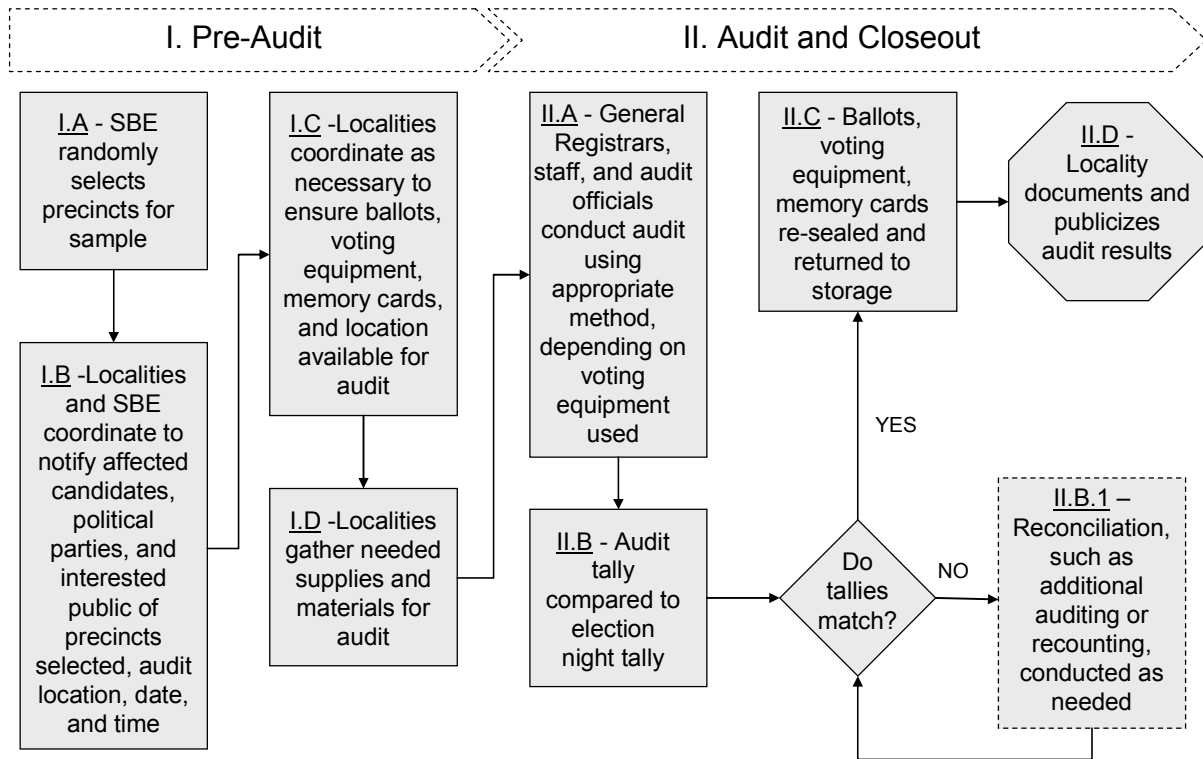 I. Pre-Audit
II. Audit and Closeout
I.A - SBE
randomly
selects
precincts for
sample
I.B -Localities
and SBE
coordinate to
notify affected
candidates,
political
parties, and
interested
public of
precincts
selected, audit
location, date,
and time
I.C -Localities
coordinate as
necessary to
ensure ballots,
voting
equipment,
memory cards,
and location
available for
audit
I.D -Localities
gather needed
supplies and
materials for
audit
II.A - General
Registrars,
staff, and audit
officials
conduct audit
using
appropriate
method,
depending on
voting
equipment
used
II.B - Audit
tally
compared to
election
night tally
Do
tallies
match?
YES
NO
II.B.1 –
Reconciliation,
such as
additional
auditing or
recounting,
conducted as
needed
II.C - Ballots,
voting
equipment,
memory cards
re-sealed and
returned to
storage
II.D -
Locality
documents and
publicizes
audit results